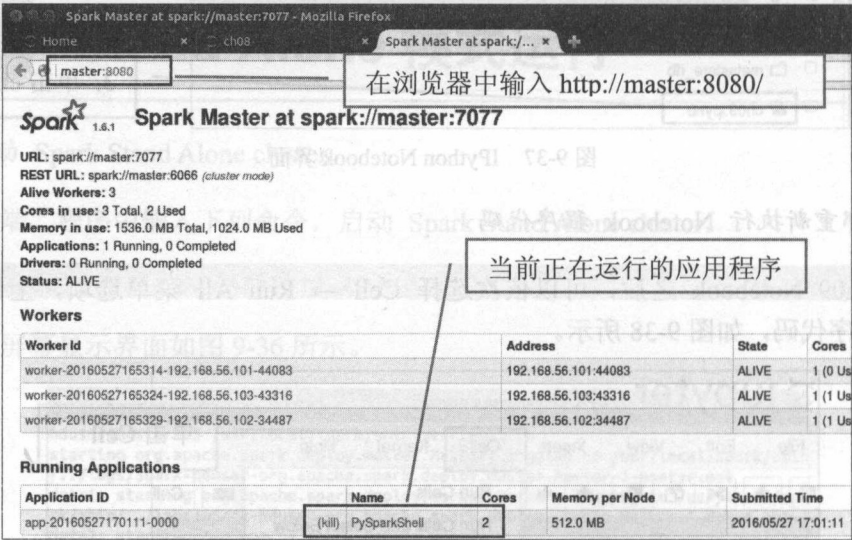 Spark Master at spark://master:7077 - Mozilla Firefox
Home × ch08 × Spark Master at spark:/... ×
master:8080
在浏览器中输入 http://master:8080/
Spark 1.6.1 Spark Master at spark://master:7077
URL: spark://master:7077
REST URL: spark://master:6066 (cluster mode)
Alive Workers: 3
Cores in use: 3 Total, 2 Used
Memory in use: 1536.0 MB Total, 1024.0 MB Used
Applications: 1 Running, 0 Completed
Drivers: 0 Running, 0 Completed
Status: ALIVE
当前正在运行的应用程序
Workers
Worker Id Address State Cores
worker-20160527165314-192.168.56.101-44083 192.168.56.101:44083 ALIVE 1 (0 Us
worker-20160527165324-192.168.56.103-43316 192.168.56.103:43316 ALIVE 1 (1 Us
worker-20160527165329-192.168.56.102-34487 192.168.56.102:34487 ALIVE 1 (1 Us
Running Applications
Application ID Name Cores Memory per Node Submitted Time
app-20160527170111-0000 (kill) PySparkShell 2 512.0 MB 2016/05/27 17:01:11